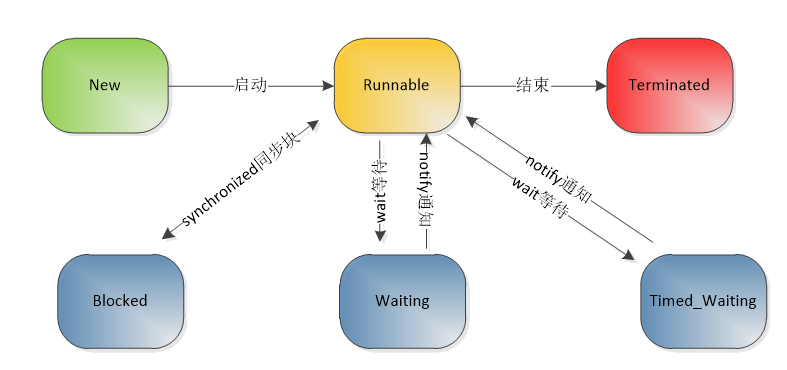 New
启动
Runnable
结束
Terminated
synchronized同步块
wait等待
notify通知
notify通知
wait等待
Blocked
Waiting
Timed_Waiting